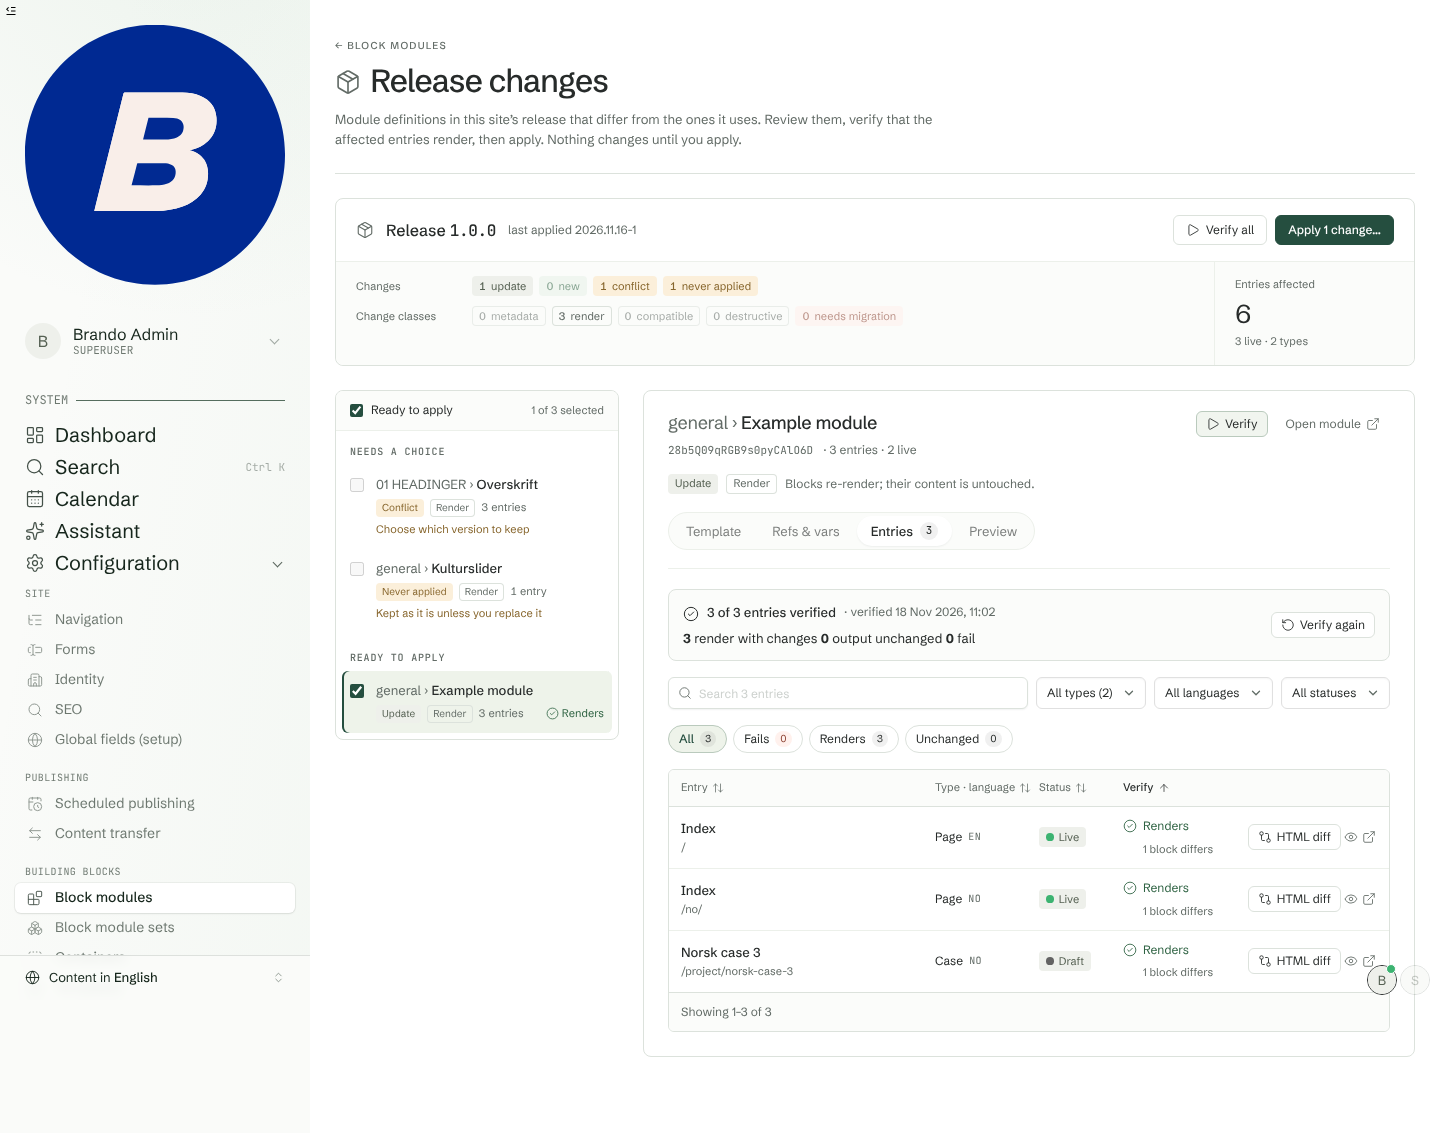 B
B
Brando Admin
SUPERUSER
SYSTEM
Dashboard
Search
Ctrl K
Calendar
Assistant
Configuration
SITE
Navigation
Forms
Identity
SEO
Global fields (setup)
PUBLISHING
Scheduled publishing
Content transfer
BUILDING BLOCKS
Block modules
Block module sets
Content in English
← BLOCK MODULES
Release changes
Module definitions in this site's release that differ from the ones it uses. Review them, verify that the
affected entries render, then apply. Nothing changes until you apply.
Release 1.0.0 last applied 2026.11.16-1
Verify all
Apply 1 change...
Changes
1 update
0 new
1 conflict
1 never applied
Change classes
0 metadata
3 render
0 compatible
0 destructive
0 needs migration
Entries affected
6
3 live · 2 types
Ready to apply
1 of 3 selected
NEEDS A CHOICE
01 HEADINGER › Overskrift
Conflict Render 3 entries
Choose which version to keep
general › Kulturslider
Never applied Render 1 entry
Kept as it is unless you replace it
READY TO APPLY
general › Example module
Update Render 3 entries Renders
general › Example module
Verify
Open module
28b5Q09qRGB9s0pyCAlO6D · 3 entries · 2 live
Update Render Blocks re-render; their content is untouched.
Template Refs & vars Entries 3 Preview
3 of 3 entries verified · verified 18 Nov 2026, 11:02
3 render with changes 0 output unchanged 0 fail
Verify again
Search 3 entries
All types (2)
All languages
All statuses
All 3
Fails 0
Renders 3
Unchanged 0
Entry Type · language Status Verify
Index
/
Page EN
Live
Renders
1 block differs
HTML diff
Index
/no/
Page NO
Live
Renders
1 block differs
HTML diff
Norsk case 3
/project/norsk-case-3
Case NO
Draft
Renders
1 block differs
HTML diff
Showing 1-3 of 3
B
S